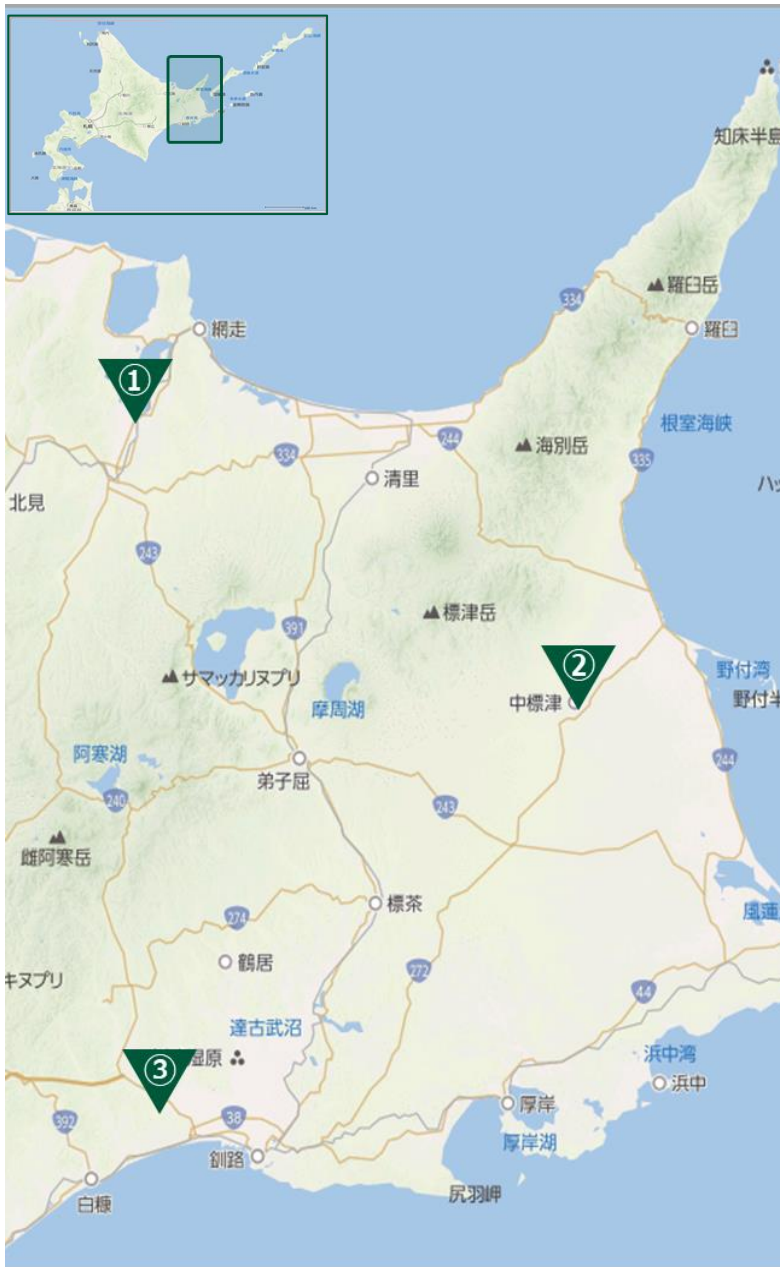 知床半島
羅臼岳
334
網走
羅臼
①
根室海峡
244
海別岳
335
334
清里
ハッ
北見
243
標津岳
391
②
サマッカリヌプリ
野付湾
野付半
中標津
摩周湖
阿寒湖
弟子屈
244
240
243
雌阿寒岳
標茶
風蓮
274
鶴居
272
キヌプリ
44
達古武沼
湿原
浜中湾
③
浜中
厚岸
392
38
厚岸湖
釧路
白糠
尻羽岬